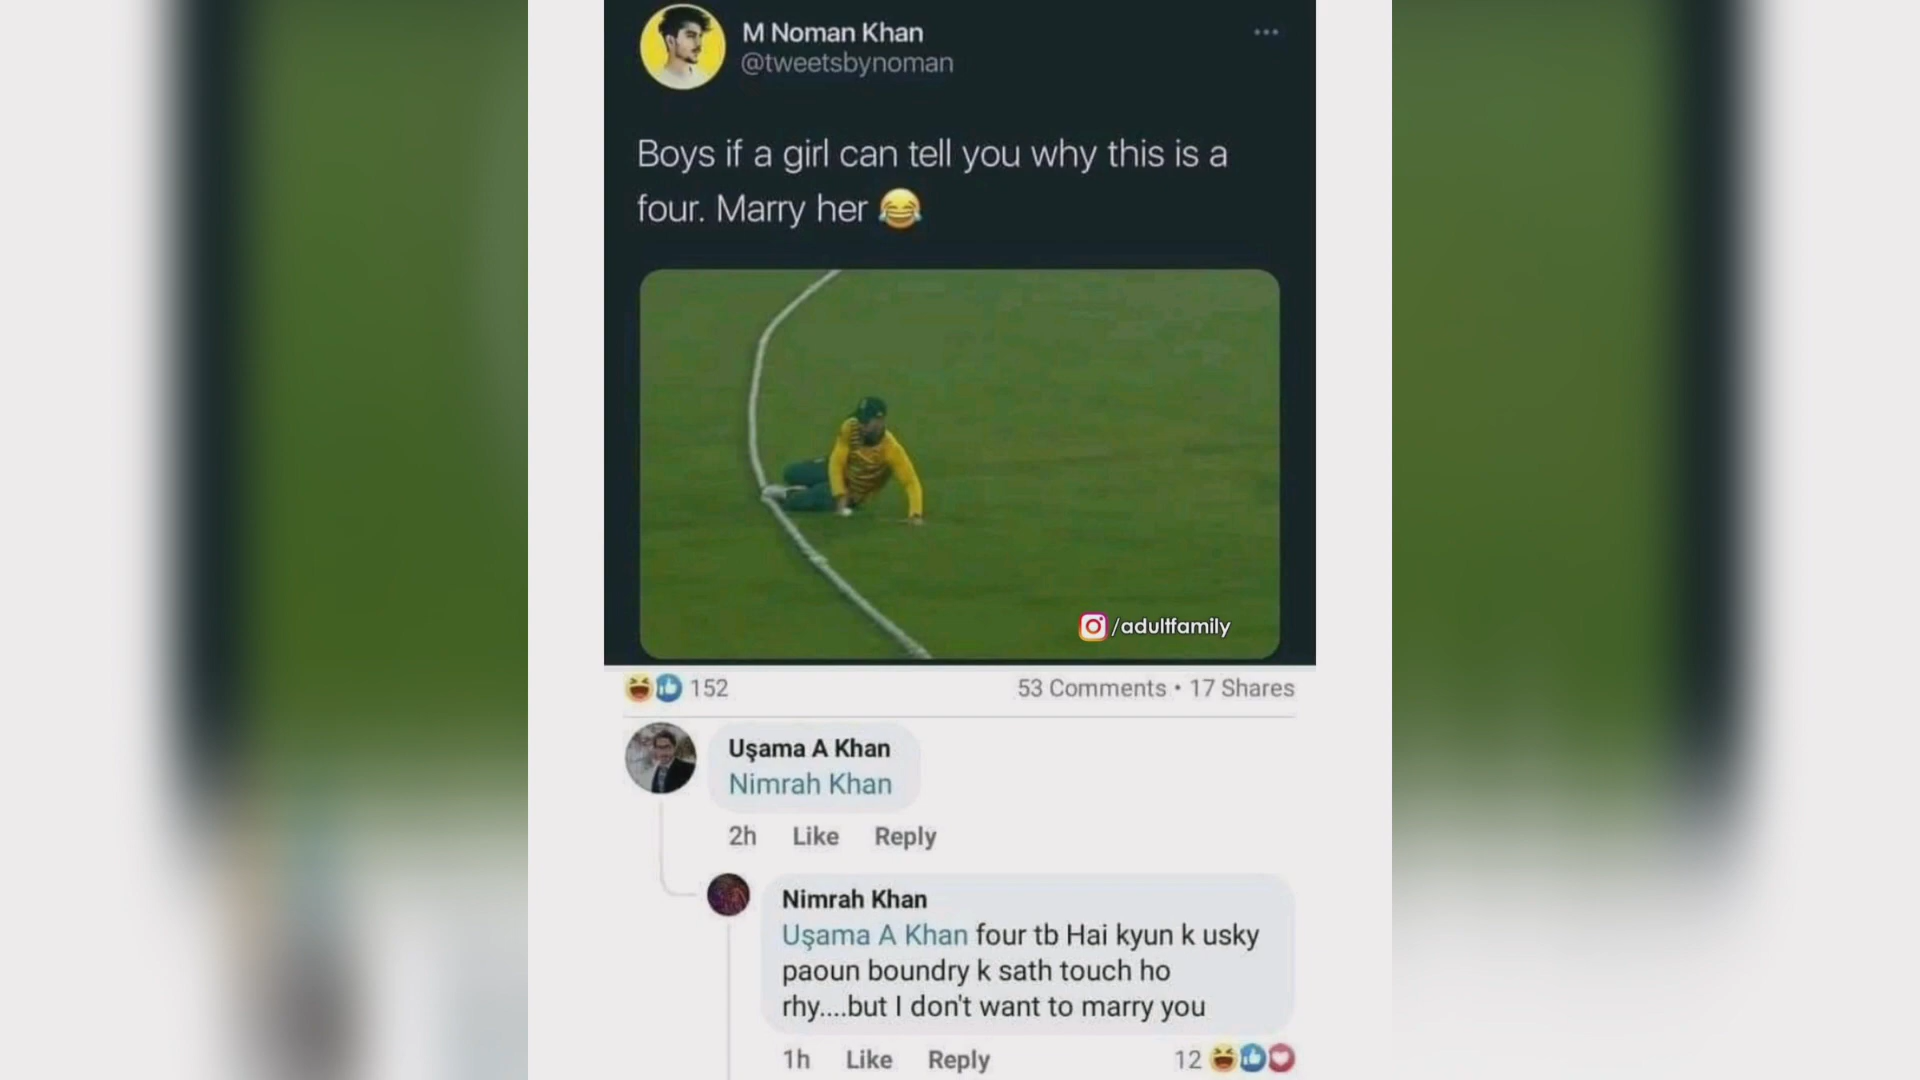 M Noman Khan
@tweetsbynoman
Boys if a girl can tell you why this is a
four. Marry her 😂
/adultfamily
152
53 Comments • 17 Shares
Uşama A Khan
Nimrah Khan
2h Like Reply
Nimrah Khan
Uşama A Khan four tb Hai kyun k usky
paoun boundry k sath touch ho
rhy....but I don't want to marry you
1h Like Reply 12